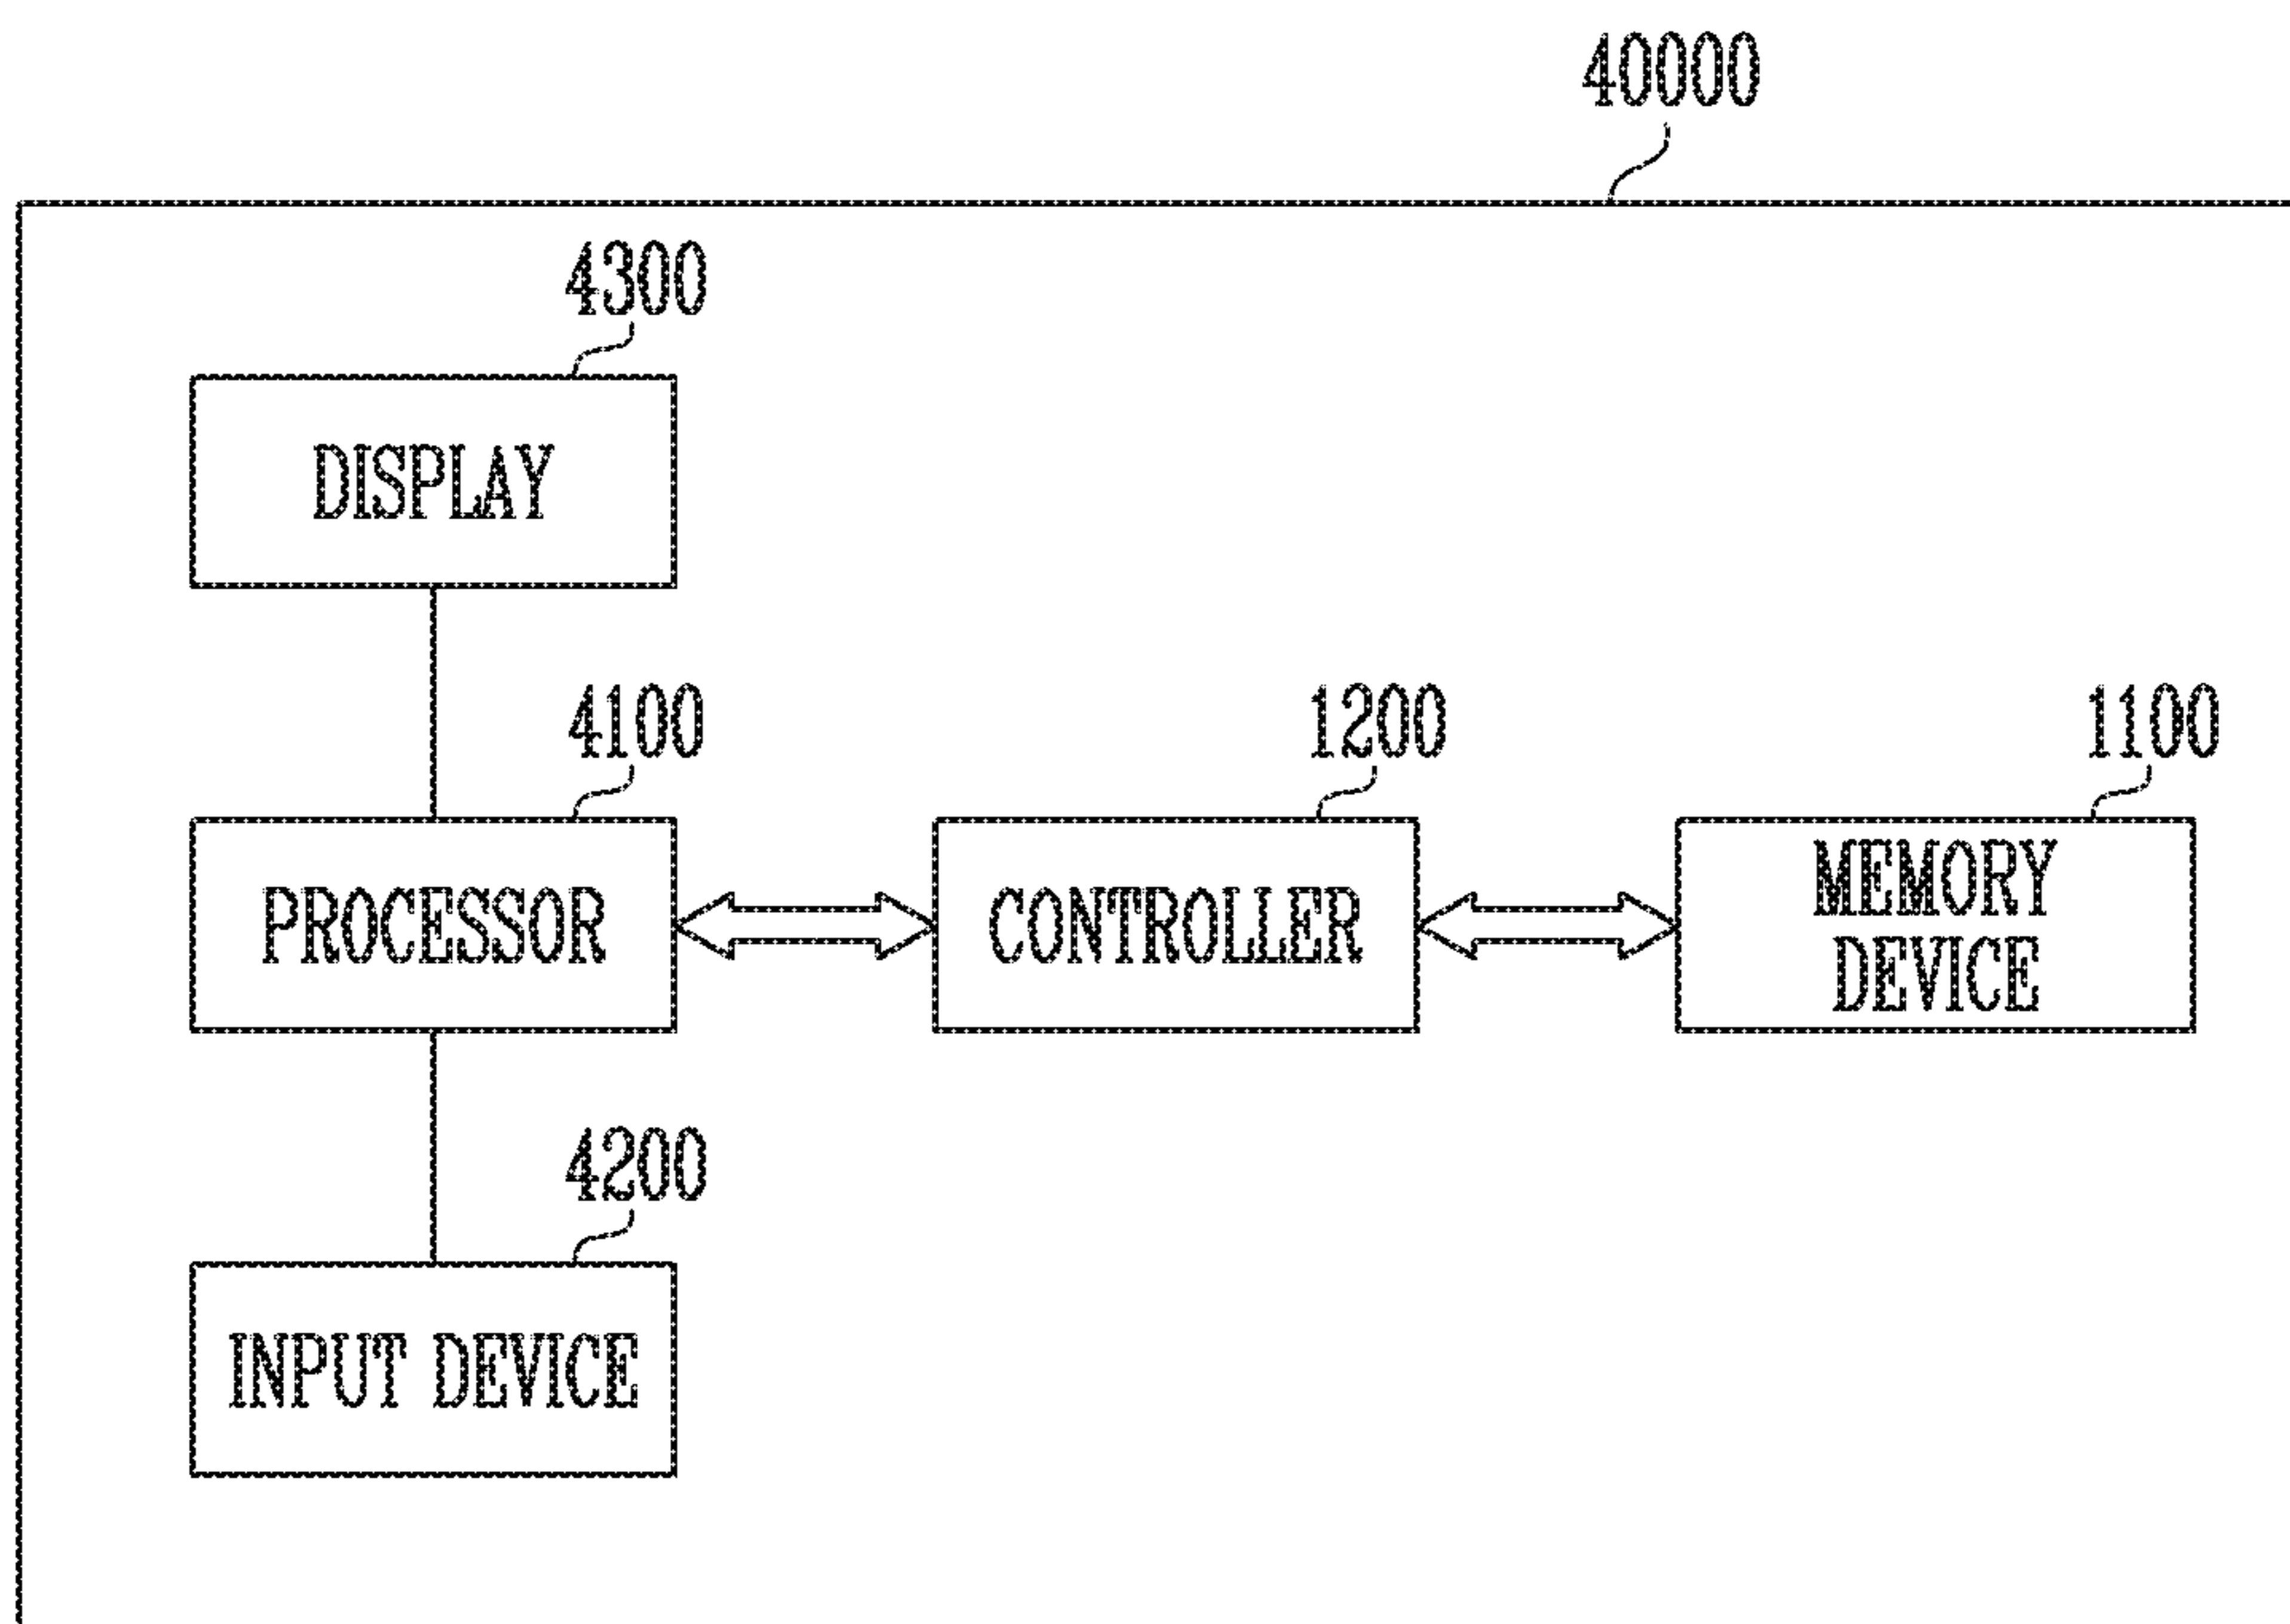 40000
4300
DISPLAY
4100
PROCESSOR
1200
CONTROLLER
1100
MEMORY
DEVICE
4200
INPUT DEVICE